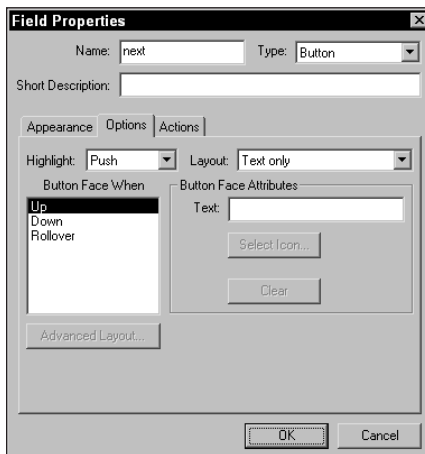 Field Properties
Name: next Type: Button
Short Description:
Appearance Options Actions
Highlight: Push Layout: Text only
Button Face When Button Face Attributes
Up Text:
Down
Rollover
Select Icon...
Clear
Advanced Layout...
OK Cancel